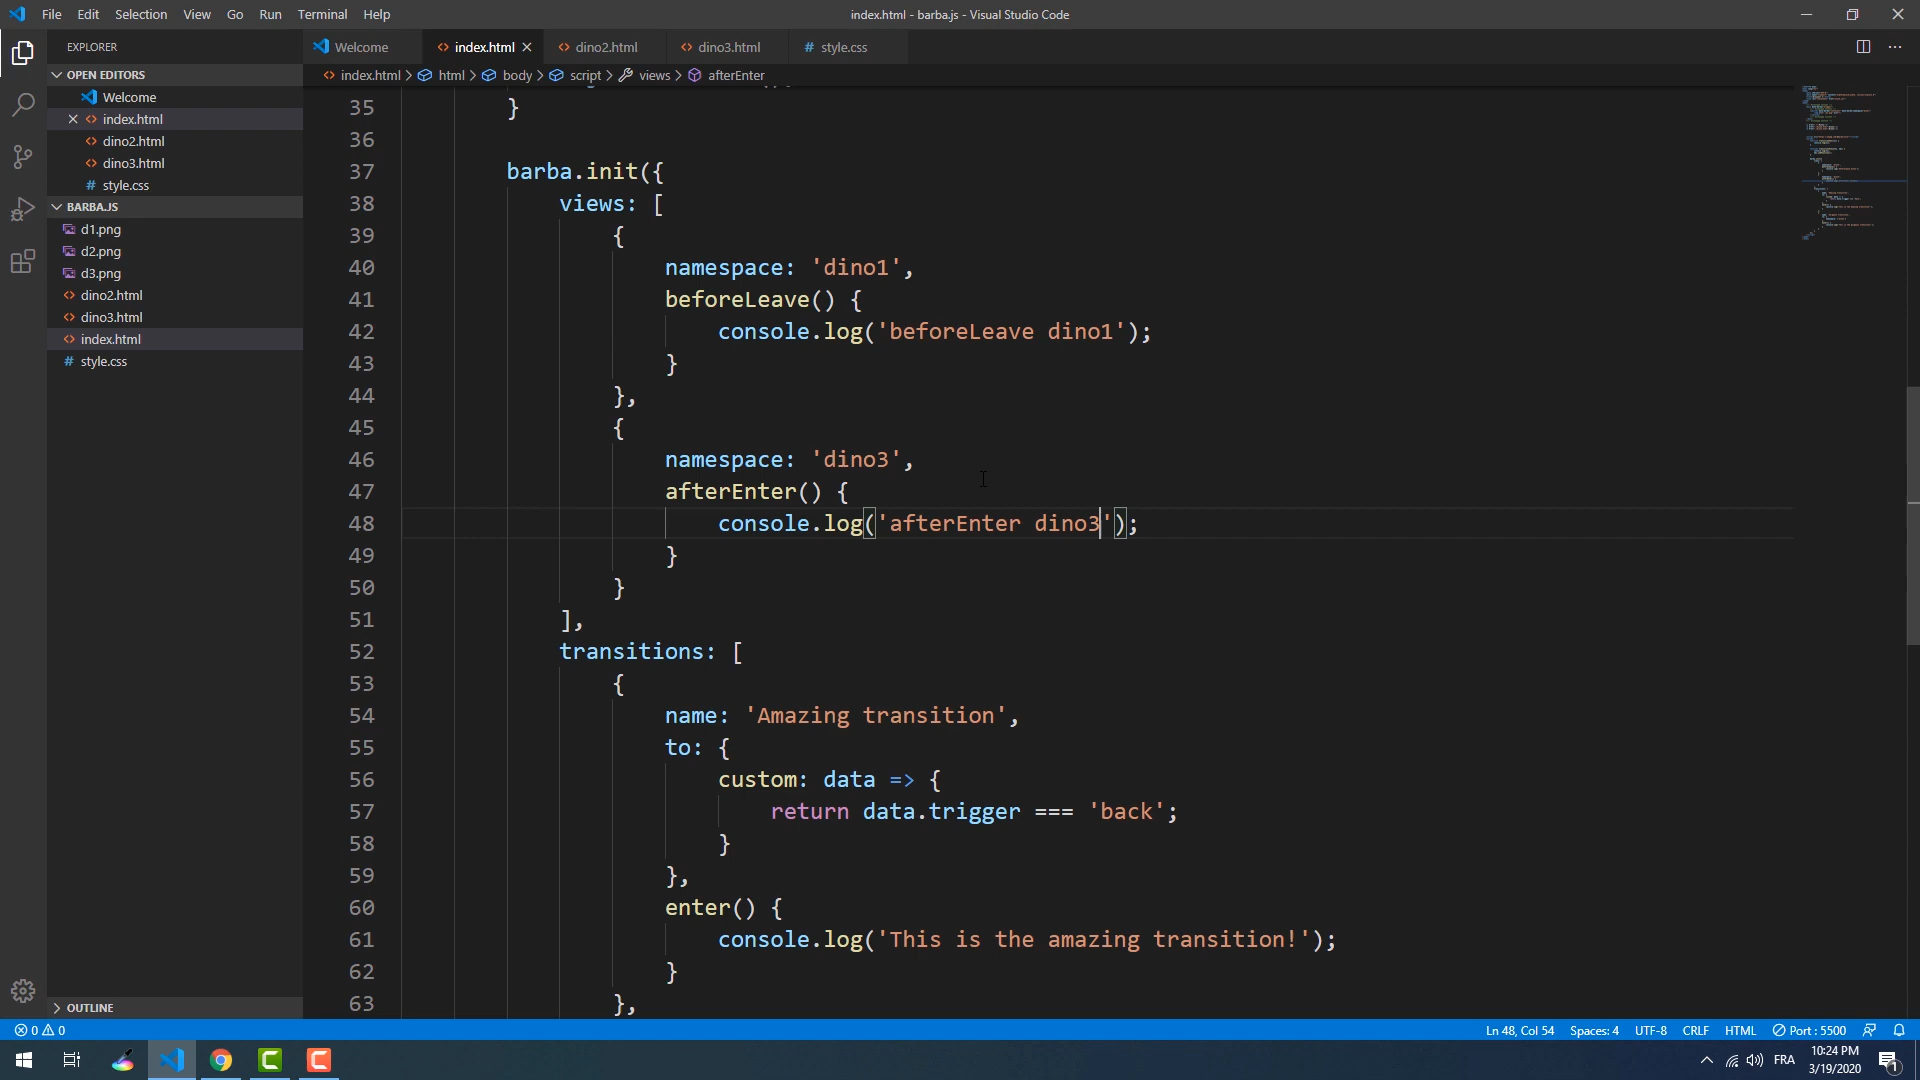 File Edit Selection View Go Run Terminal Help
index.html - barba.js - Visual Studio Code
EXPLORER
Welcome index.html dino2.html dino3.html style.css
index.html > html > body > script > views > afterEnter
OPEN EDITORS
Welcome
index.html
dino2.html
dino3.html
style.css
BARBA.JS
d1.png
d2.png
d3.png
dino2.html
dino3.html
index.html
style.css
OUTLINE
35 }
36
37 barba.init({
38 views: [
39 {
40 namespace: 'dino1',
41 beforeLeave() {
42 console.log('beforeLeave dino1');
43 }
44 },
45 {
46 namespace: 'dino3',
47 afterEnter() {
48 console.log('afterEnter dino3');
49 }
50 }
51 ],
52 transitions: [
53 {
54 name: 'Amazing transition',
55 to: {
56 custom: data => {
57 return data.trigger === 'back';
58 }
59 },
60 enter() {
61 console.log('This is the amazing transition!');
62 }
63 },
0 0 Ln 48, Col 54 Spaces: 4 UTF-8 CRLF HTML Port : 5500
FRA
10:24 PM
3/19/2020
1